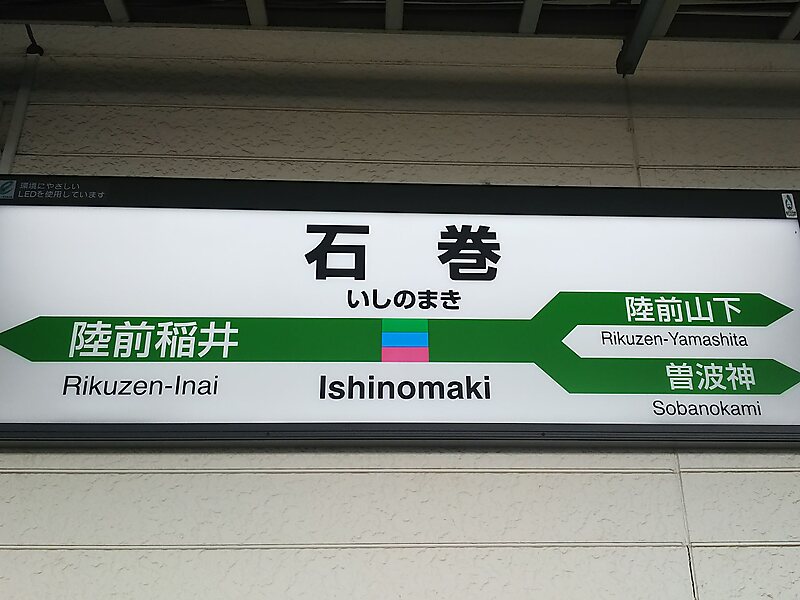 環境にやさしい
LEDを使用しています
石巻
いしのまき
陸前稲井
Rikuzen-Inai
Ishinomaki
陸前山下
Rikuzen-Yamashita
曽波神
Sobanokami